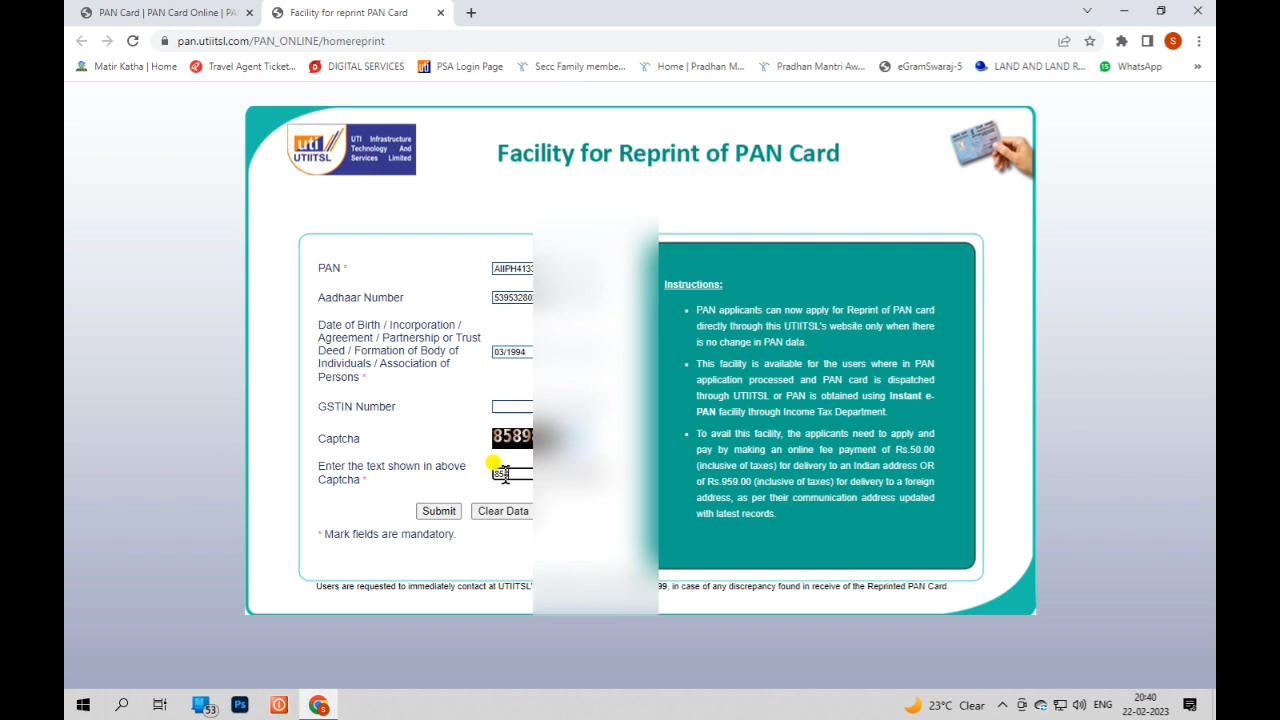 PAN Card | PAN Card Online | PA
Facility for reprint PAN Card
pan.utiitsl.com/PAN_ONLINE/homereprint
S
Matir Katha | Home
Travel Agent Ticket...
DIGITAL SERVICES
PSA Login Page
Secc Family membe...
Home | Pradhan M...
Pradhan Mantri Aw...
eGramSwaraj-5
LAND AND LAND R...
WhatsApp
»
uti
UTIITSL
UTI Infrastructure
Technology And
Services Limited
Facility for Reprint of PAN Card
PAN *
AIIPH413
Aadhaar Number
5395328
Date of Birth / Incorporation /
Agreement / Partnership or Trust
Deed / Formation of Body of
Individuals / Association of
Persons *
03/1994
GSTIN Number
Captcha
8589
Enter the text shown in above
Captcha *
Submit
Clear Data
* Mark fields are mandatory.
Instructions:
• PAN applicants can now apply for Reprint of PAN card
directly through this UTIITSL's website only when there
is no change in PAN data.
• This facility is available for the users where in PAN
application processed and PAN card is dispatched
through UTIITSL or PAN is obtained using Instant e-
PAN facility through Income Tax Department.
• To avail this facility, the applicants need to apply and
pay by making an online fee payment of Rs.50.00
(inclusive of taxes) for delivery to an Indian address OR
of Rs.959.00 (inclusive of taxes) for delivery to a foreign
address, as per their communication address updated
with latest records.
Users are requested to immediately contact at UTIITSL'
99, in case of any discrepancy found in receive of the Reprinted PAN Card.
53
Ps
23°C Clear
ENG
20:40
22-02-2023